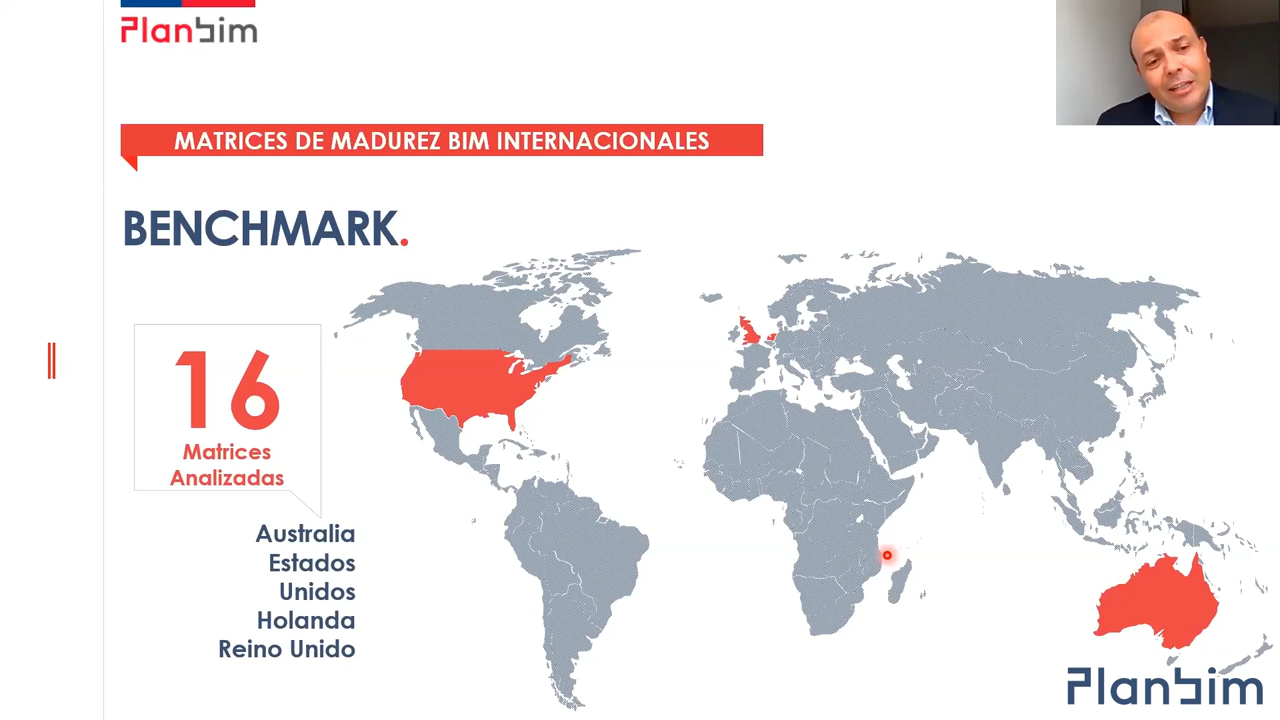 Planbim
MATRICES DE MADUREZ BIM INTERNACIONALES
BENCHMARK.
16
Matrices
Analizadas
Australia
Estados
Unidos
Holanda
Reino Unido
Planbim